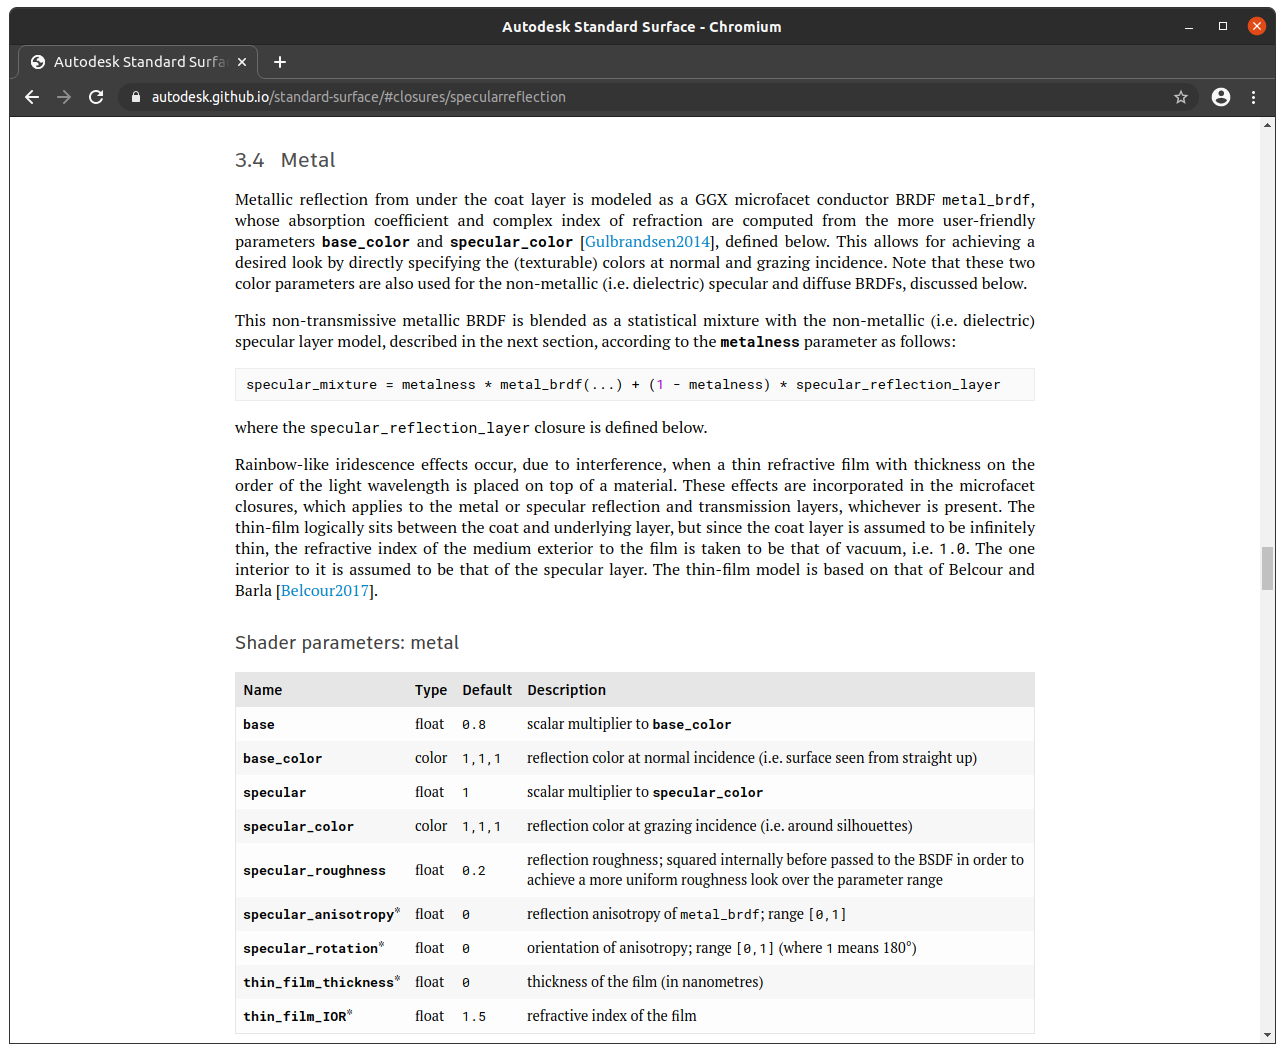 Autodesk Standard Surface - Chromium
Autodesk Standard Surfa
autodesk.github.io/standard-surface/#closures/specularreflection
3.4 Metal
Metallic reflection from under the coat layer is modeled as a GGX microfacet conductor BRDF metal_brdf,
whose absorption coefficient and complex index of refraction are computed from the more user-friendly
parameters base_color and specular_color [Gulbrandsen2014], defined below. This allows for achieving a
desired look by directly specifying the (texturable) colors at normal and grazing incidence. Note that these two
color parameters are also used for the non-metallic (i.e. dielectric) specular and diffuse BRDFs, discussed below.
This non-transmissive metallic BRDF is blended as a statistical mixture with the non-metallic (i.e. dielectric)
specular layer model, described in the next section, according to the metalness parameter as follows:
specular_mixture = metalness * metal_brdf(...) + (1 - metalness) * specular_reflection_layer
where the specular_reflection_layer closure is defined below.
Rainbow-like iridescence effects occur, due to interference, when a thin refractive film with thickness on the
order of the light wavelength is placed on top of a material. These effects are incorporated in the microfacet
closures, which applies to the metal or specular reflection and transmission layers, whichever is present. The
thin-film logically sits between the coat and underlying layer, but since the coat layer is assumed to be infinitely
thin, the refractive index of the medium exterior to the film is taken to be that of vacuum, i.e. 1.0. The one
interior to it is assumed to be that of the specular layer. The thin-film model is based on that of Belcour and
Barla [Belcour2017].
Shader parameters: metal
Name Type Default Description
base float 0.8 scalar multiplier to base_color
base_color color 1,1,1 reflection color at normal incidence (i.e. surface seen from straight up)
specular float 1 scalar multiplier to specular_color
specular_color color 1,1,1 reflection color at grazing incidence (i.e. around silhouettes)
specular_roughness float 0.2 reflection roughness; squared internally before passed to the BSDF in order to
achieve a more uniform roughness look over the parameter range
specular_anisotropy* float 0 reflection anisotropy of metal_brdf; range [0,1]
specular_rotation* float 0 orientation of anisotropy; range [0,1] (where 1 means 180°)
thin_film_thickness* float 0 thickness of the film (in nanometres)
thin_film_IOR* float 1.5 refractive index of the film